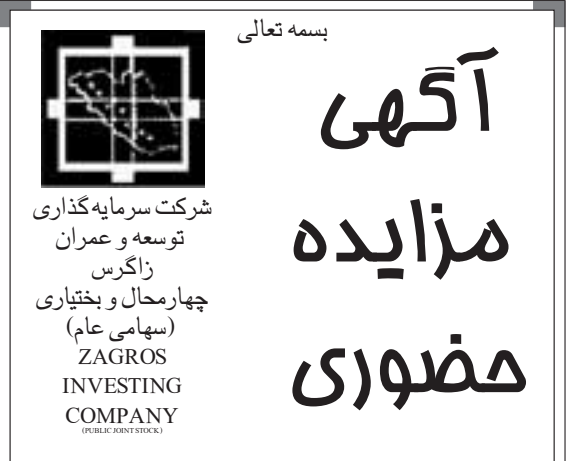 بسمه تعالی
آگهی
مزایده
حضوری
شرکت سرمایه‌گذاری
توسعه و عمران
زاگرس
چهارمحال و بختیاری
(سهامی عام)
ZAGROS
INVESTING
COMPANY
(PUBLIC JOINT STOCK)